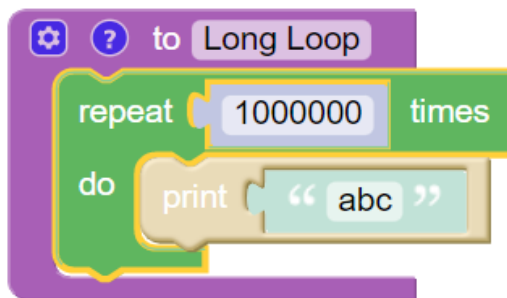 ? to Long Loop
repeat 1000000 times
do print “ abc ”